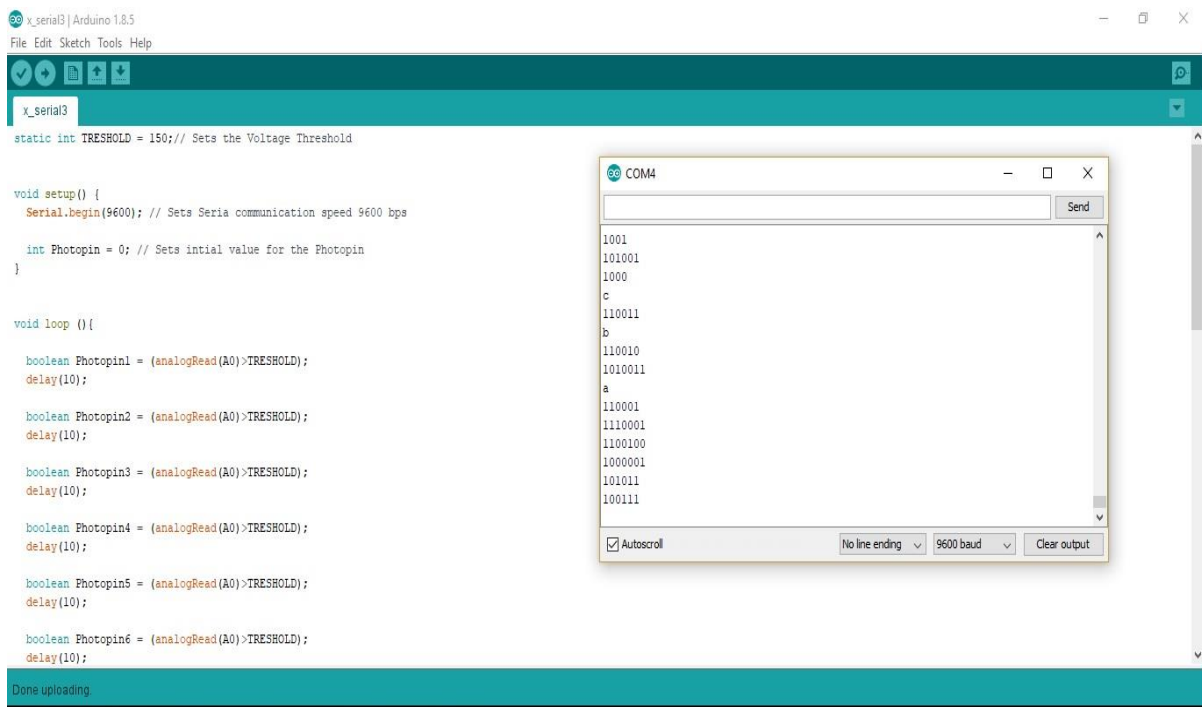 x_serial3 | Arduino 1.8.5
File Edit Sketch Tools Help
x_serial3
static int TRESHOLD = 150;// Sets the Voltage Threshold
void setup() {
Serial.begin(9600); // Sets Seria communication speed 9600 bps
int Photopin = 0; // Sets intial value for the Photopin
}
void loop (){
boolean Photopin1 = (analogRead(A0)>TRESHOLD);
delay(10);
boolean Photopin2 = (analogRead(A0)>TRESHOLD);
delay(10);
boolean Photopin3 = (analogRead(A0)>TRESHOLD);
delay(10);
boolean Photopin4 = (analogRead(A0)>TRESHOLD);
delay(10);
boolean Photopin5 = (analogRead(A0)>TRESHOLD);
delay(10);
boolean Photopin6 = (analogRead(A0)>TRESHOLD);
delay(10);
Done uploading.
COM4
Send
1001
101001
1000
c
110011
b
110010
1010011
a
110001
1110001
1100100
1000001
101011
100111
Autoscroll
No line ending
9600 baud
Clear output